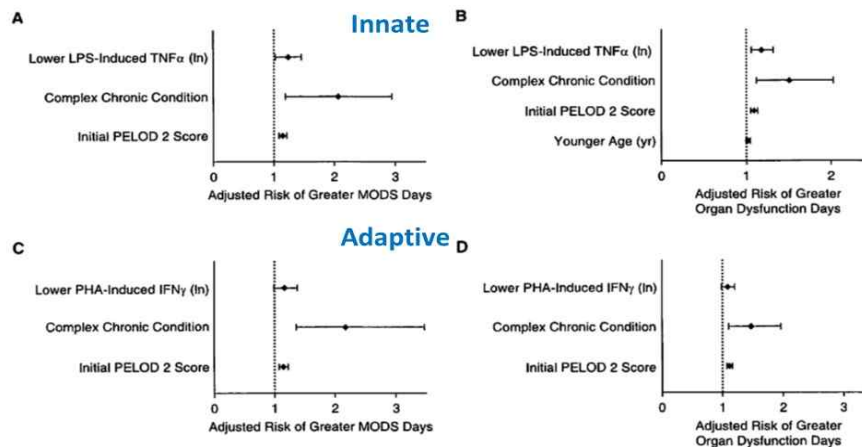 A
Innate
Lower LPS-Induced TNFα (ln)
Complex Chronic Condition
Initial PELOD 2 Score
0 1 2 3
Adjusted Risk of Greater MODS Days
B
Lower LPS-Induced TNFα (ln)
Complex Chronic Condition
Initial PELOD 2 Score
Younger Age (yr)
0 1 2
Adjusted Risk of Greater
Organ Dysfunction Days
Adaptive
C
Lower PHA-Induced IFNγ (ln)
Complex Chronic Condition
Initial PELOD 2 Score
0 1 2 3
Adjusted Risk of Greater MODS Days
D
Lower PHA-Induced IFNγ (ln)
Complex Chronic Condition
Initial PELOD 2 Score
0 1 2 3
Adjusted Risk of Greater
Organ Dysfunction Days